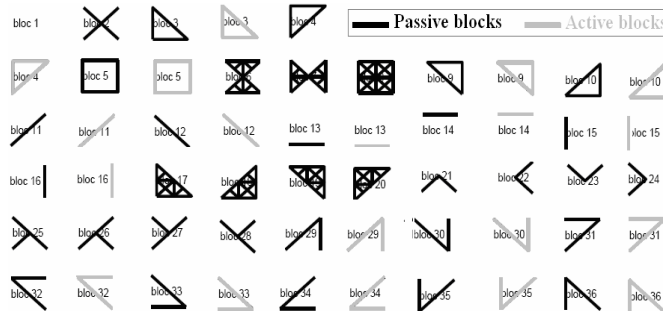 bloc 1 bloc 2 bloc 3 bloc 3 bloc 4 Passive blocks Active blocks
bloc 4 bloc 5 bloc 5 bloc 9 bloc 9 bloc 10 bloc 10
bloc 11 bloc 11 bloc 12 bloc 12 bloc 13 bloc 13 bloc 14 bloc 14 bloc 15 bloc 15
bloc 16 bloc 16 bloc 17 bloc 20 bloc 21 bloc 22 bloc 23 bloc 24
bloc 25 bloc 26 bloc 27 bloc 28 bloc 29 bloc 29 bloc 30 bloc 30 bloc 31 bloc 31
bloc 32 bloc 32 bloc 33 bloc 33 bloc 34 bloc 34 bloc 35 bloc 35 bloc 36 bloc 36